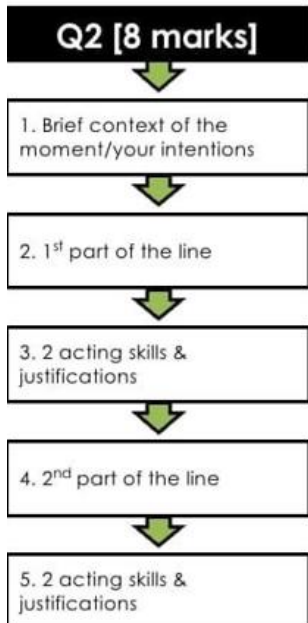 Q2 [8 marks]
1. Brief context of the
moment/your intentions
2. 1st part of the line
3. 2 acting skills &
justifications
4. 2nd part of the line
5. 2 acting skills &
justifications